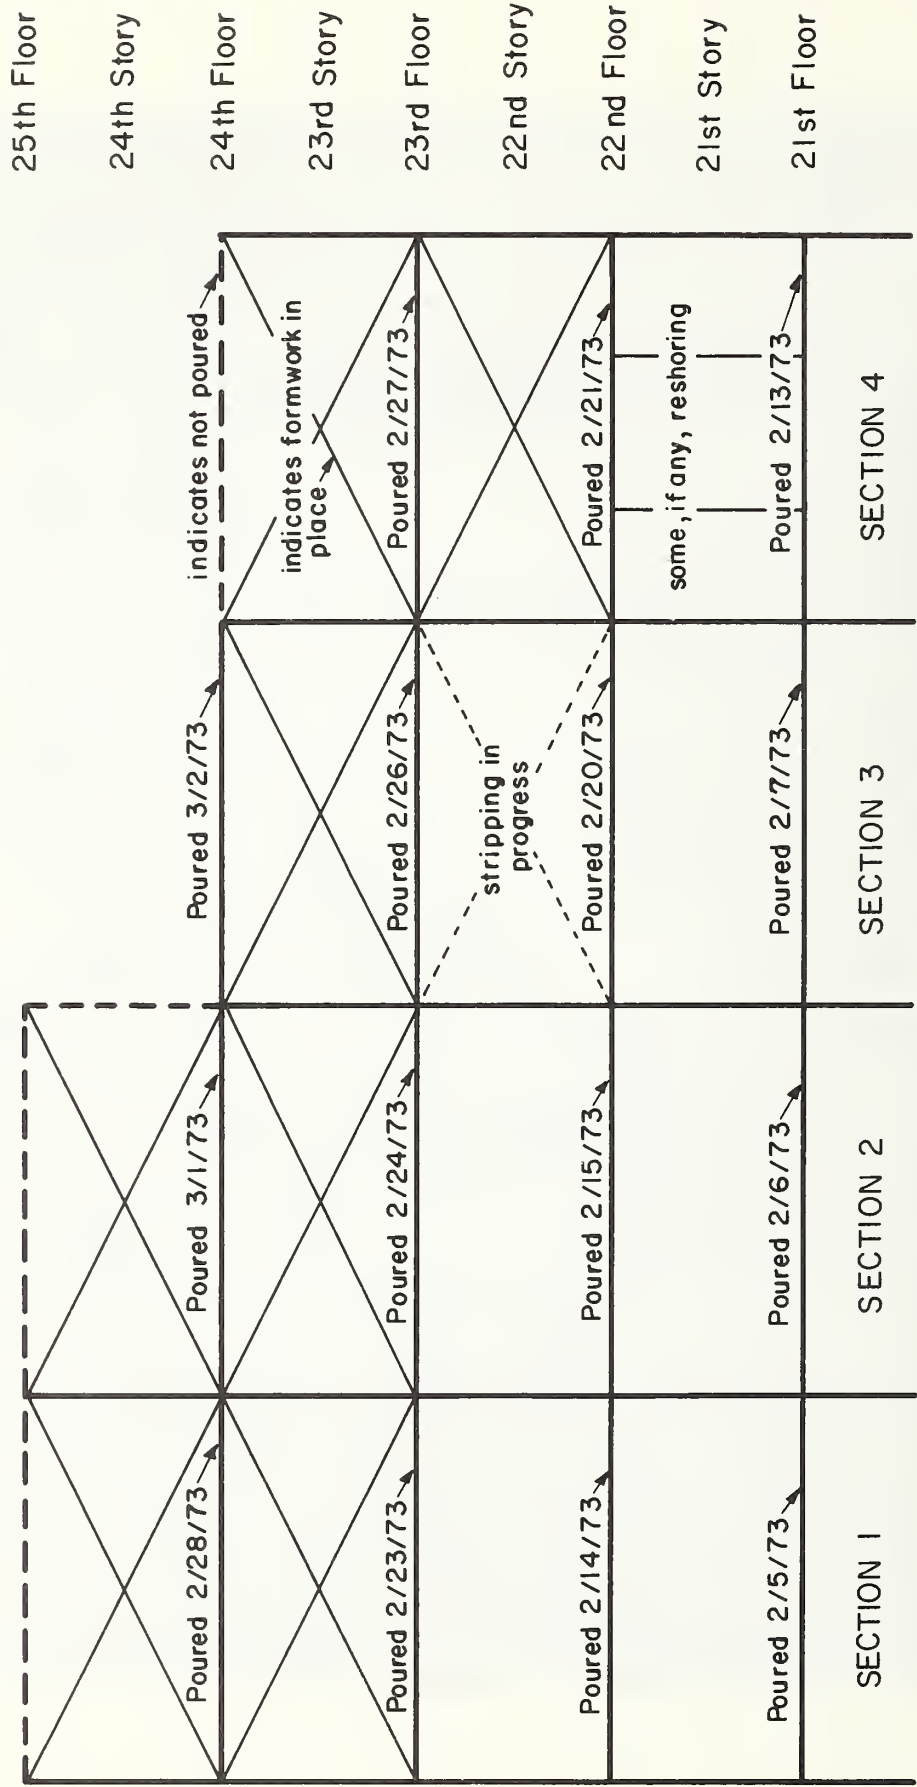 25th Floor
24th Story
24th Floor
23rd Story
23rd Floor
22nd Story
22nd Floor
21st Story
21st Floor
Poured 2/28/73
Poured 3/1/73
Poured 3/2/73
indicates not poured
indicates formwork in
place
Poured 2/23/73
Poured 2/24/73
Poured 2/26/73
Poured 2/27/73
stripping in
progress
Poured 2/14/73
Poured 2/15/73
Poured 2/20/73
Poured 2/21/73
some, if any, reshoring
Poured 2/5/73
Poured 2/6/73
Poured 2/7/73
Poured 2/13/73
SECTION 1
SECTION 2
SECTION 3
SECTION 4